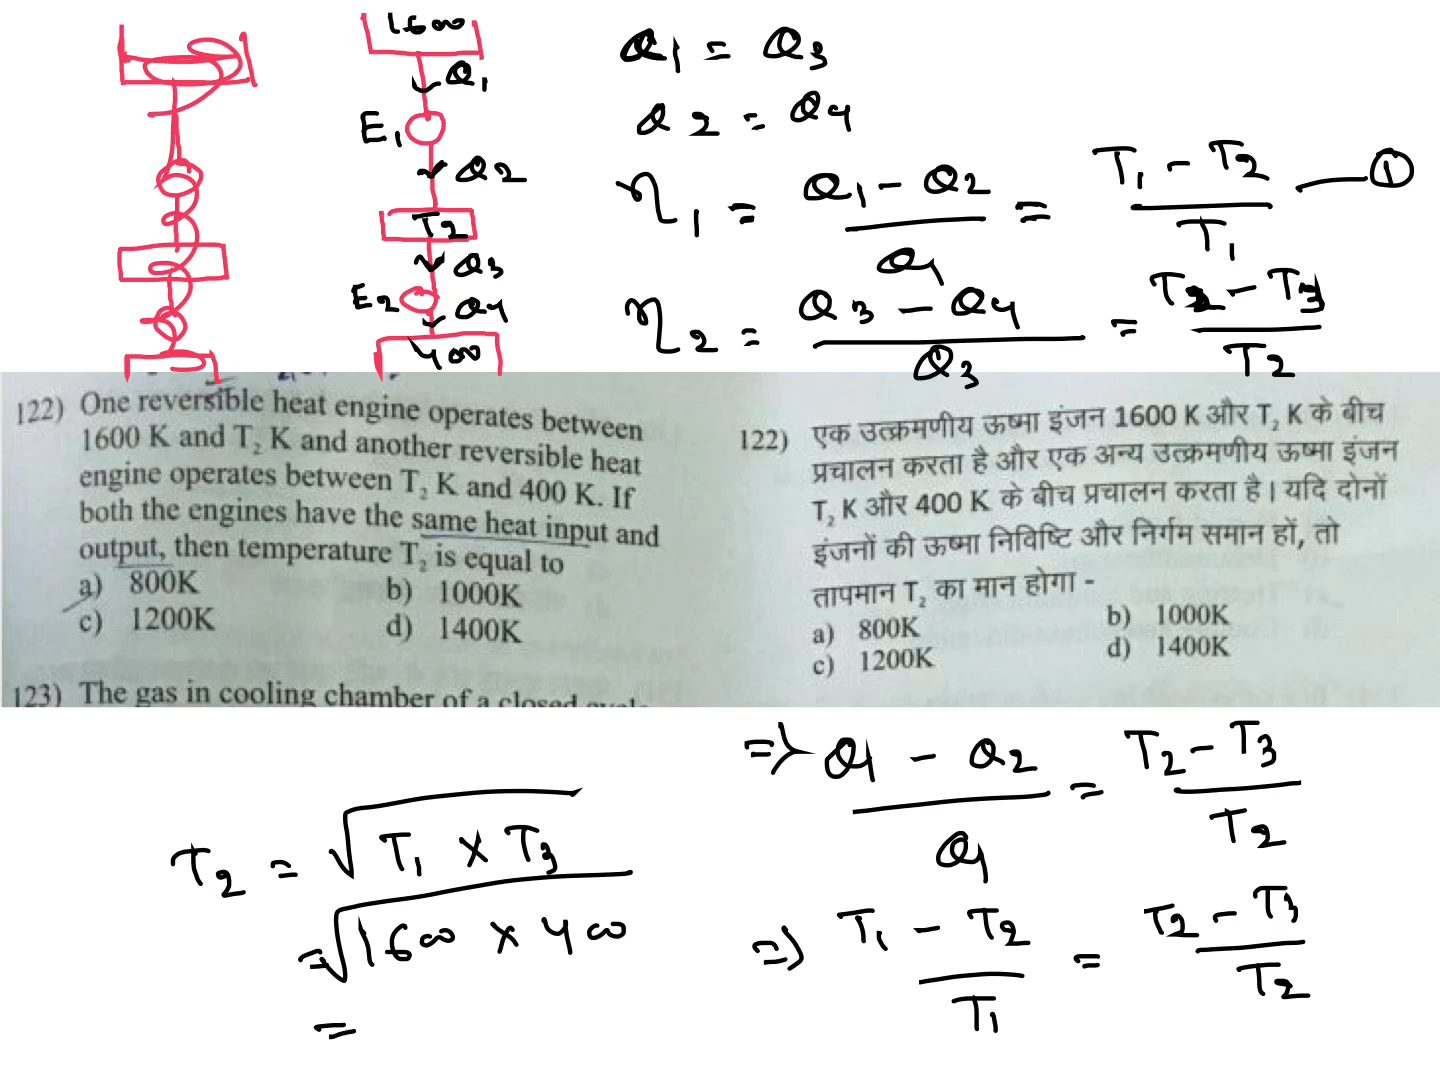 1600
Q1
E1
Q2
T2
Q3
E2
Q4
400
Q1 = Q3
Q2 = Q4
η1 = (Q1 - Q2)/Q1 = (T1 - T2)/T1 — ①
η2 = (Q3 - Q4)/Q3 = (T2 - T3)/T2
122) One reversible heat engine operates between
1600 K and T₂ K and another reversible heat
engine operates between T₂ K and 400 K. If
both the engines have the same heat input and
output, then temperature T₂ is equal to
a) 800K b) 1000K
c) 1200K d) 1400K
123) The gas in cooling chamber of a closed cycle
122) एक उत्क्रमणीय ऊष्मा इंजन 1600 K और T₂ K के बीच
प्रचालन करता है और एक अन्य उत्क्रमणीय ऊष्मा इंजन
T₂ K और 400 K के बीच प्रचालन करता है। यदि दोनों
इंजनों की ऊष्मा निविष्टि और निर्गम समान हों, तो
तापमान T₂ का मान होगा -
a) 800K b) 1000K
c) 1200K d) 1400K
=> (Q1 - Q2)/Q1 = (T2 - T3)/T2
=> (T1 - T2)/T1 = (T2 - T3)/T2
T2 = √(T1 × T3)
= √(1600 × 400)
=